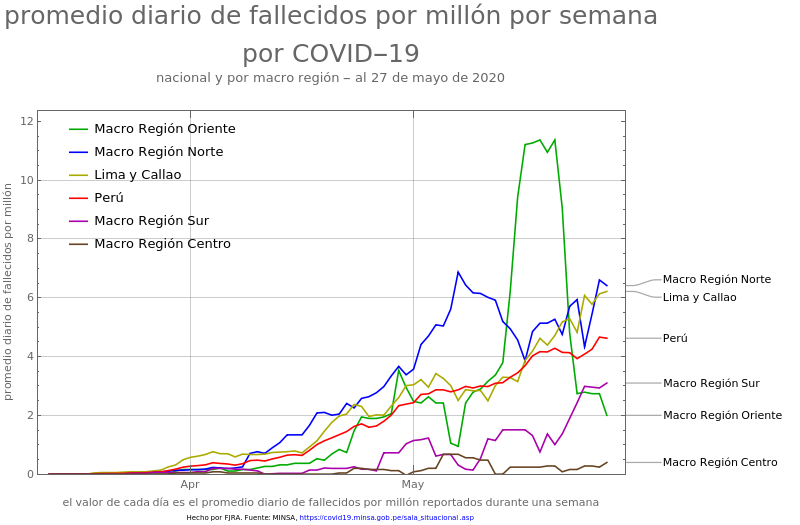 promedio diario de fallecidos por millón por semana
por COVID−19
nacional y por macro región − al 27 de mayo de 2020
promedio diario de fallecidos por millón
12
10
8
6
4
2
0
Macro Región Oriente
Macro Región Norte
Lima y Callao
Perú
Macro Región Sur
Macro Región Centro
Macro Región Norte
Lima y Callao
Perú
Macro Región Sur
Macro Región Oriente
Macro Región Centro
Apr
May
el valor de cada día es el promedio diario de fallecidos por millón reportados durante una semana
Hecho por FJRA. Fuente: MINSA, https://covid19.minsa.gob.pe/sala_situacional.asp